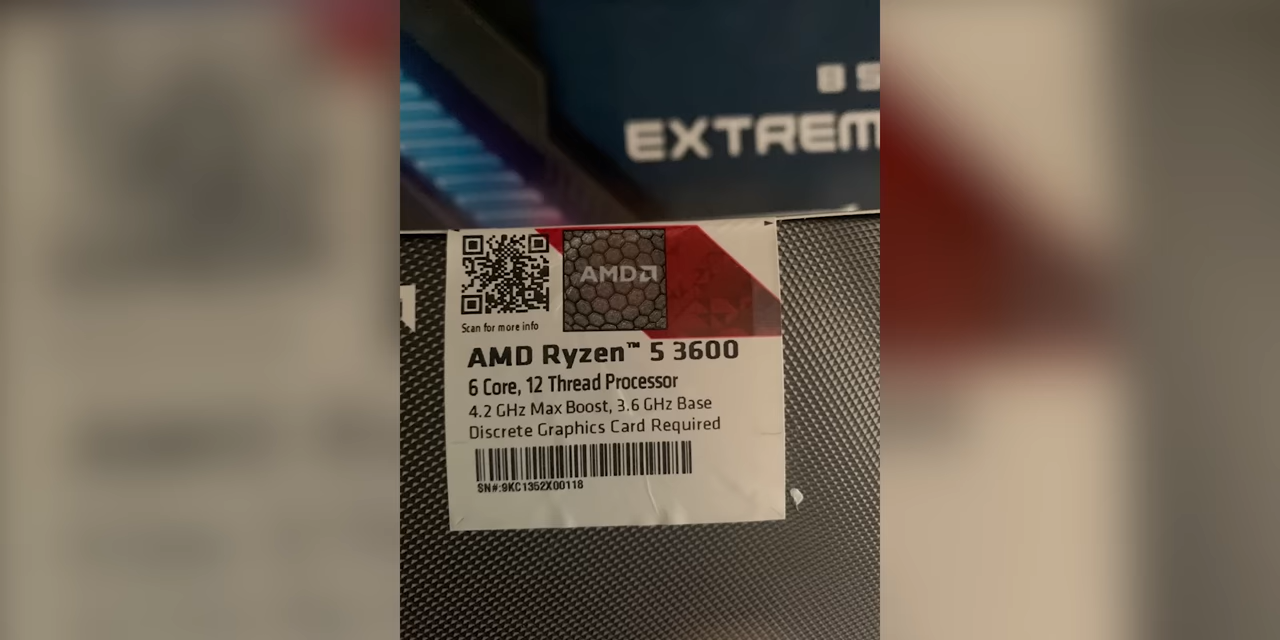 EXTREM
Scan for more info
AMD
AMD Ryzen™ 5 3600
6 Core, 12 Thread Processor
4.2 GHz Max Boost, 3.6 GHz Base
Discrete Graphics Card Required
SN#:9KC1352X00118